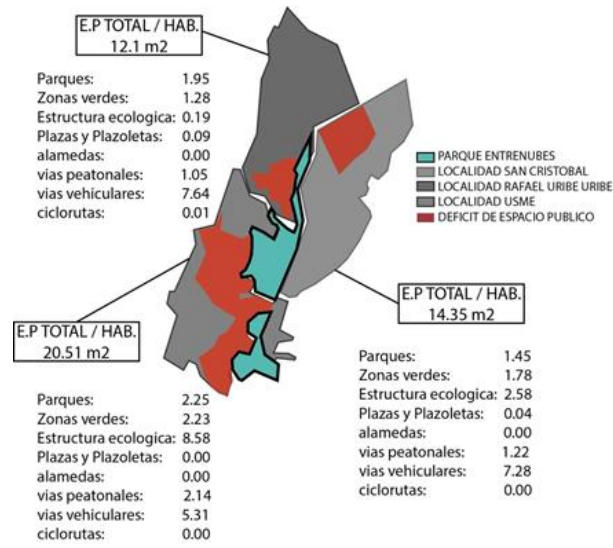 E.P TOTAL / HAB.
12.1 m2
Parques: 1.95
Zonas verdes: 1.28
Estructura ecologica: 0.19
Plazas y Plazoletas: 0.09
alamedas: 0.00
vias peatonales: 1.05
vias vehiculares: 7.64
ciclorutas: 0.01
PARQUE ENTRENUBES
LOCALIDAD SAN CRISTOBAL
LOCALIDAD RAFAEL URIBE URIBE
LOCALIDAD USME
DEFICIT DE ESPACIO PUBLICO
E.P TOTAL / HAB.
20.51 m2
Parques: 2.25
Zonas verdes: 2.23
Estructura ecologica: 8.58
Plazas y Plazoletas: 0.00
alamedas: 0.00
vias peatonales: 2.14
vias vehiculares: 5.31
ciclorutas: 0.00
E.P TOTAL / HAB.
14.35 m2
Parques: 1.45
Zonas verdes: 1.78
Estructura ecologica: 2.58
Plazas y Plazoletas: 0.04
alamedas: 0.00
vias peatonales: 1.22
vias vehiculares: 7.28
ciclorutas: 0.00